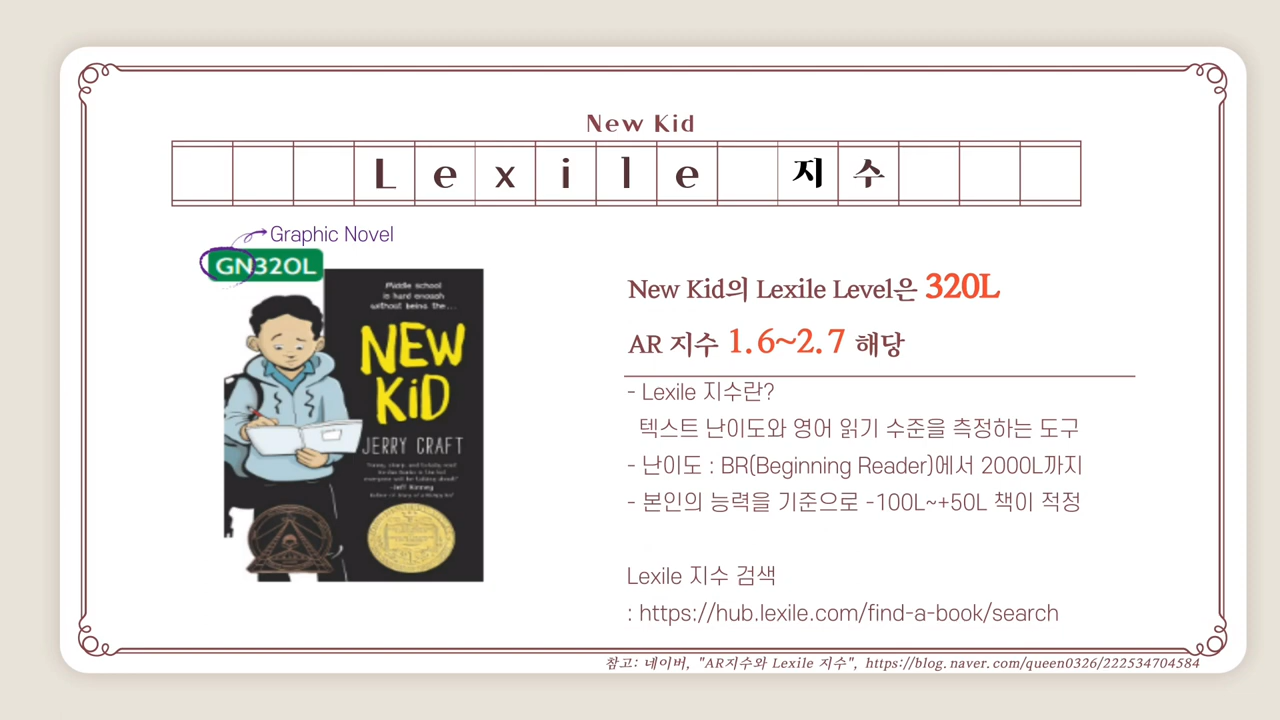 New Kid
Lexile 지수
Graphic Novel
GN320L
Middle school
is hard enough
without being the...
NEW
KiD
JERRY CRAFT
-Jeff Kinney
New Kid의 Lexile Level은 320L
AR 지수 1.6~2.7 해당
- Lexile 지수란?
텍스트 난이도와 영어 읽기 수준을 측정하는 도구
- 난이도 : BR(Beginning Reader)에서 2000L까지
- 본인의 능력을 기준으로 -100L~+50L 책이 적정
Lexile 지수 검색
: https://hub.lexile.com/find-a-book/search
참고: 네이버, "AR지수와 Lexile 지수", https://blog.naver.com/queen0326/222534704584